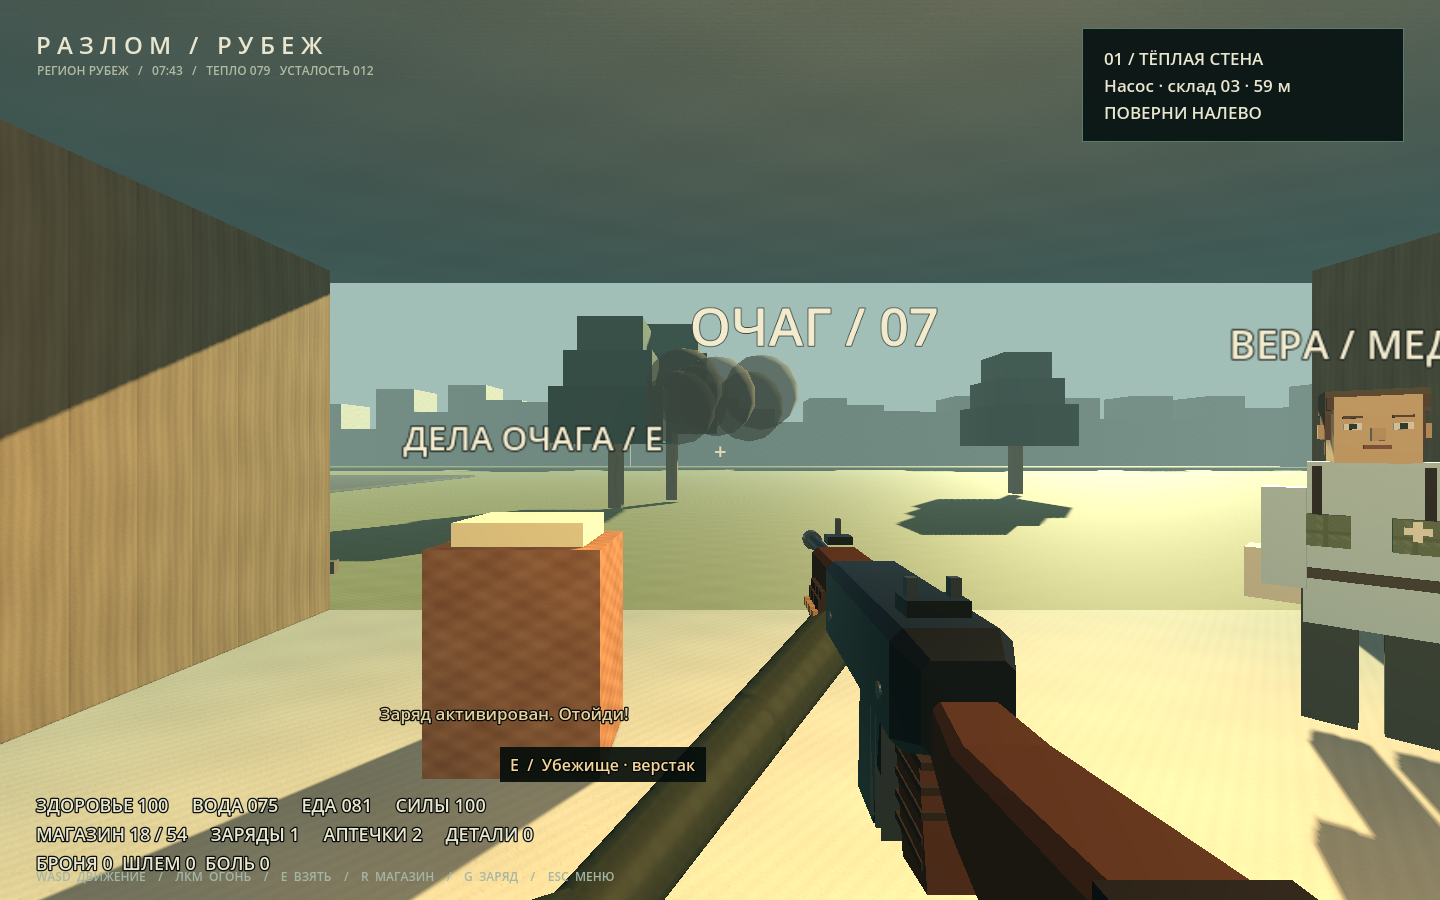 РАЗЛОМ / РУБЕЖ
РЕГИОН РУБЕЖ / 07:43 / ТЕПЛО 079 УСТАЛОСТЬ 012
01 / ТЁПЛАЯ СТЕНА
Насос · склад 03 · 59 м
ПОВЕРНИ НАЛЕВО
ОЧАГ / 07
ВЕРА / МЕД
ДЕЛА ОЧАГА / E
Заряд активирован. Отойди!
E / Убежище · верстак
ЗДОРОВЬЕ 100 ВОДА 075 ЕДА 081 СИЛЫ 100
МАГАЗИН 18 / 54 ЗАРЯДЫ 1 АПТЕЧКИ 2 ДЕТАЛИ 0
БРОНЯ 0 ШЛЕМ 0 БОЛЬ 0
WASD ДВИЖЕНИЕ / ЛКМ ОГОНЬ / E ВЗЯТЬ / R МАГАЗИН / G ЗАРЯД / ESC МЕНЮ